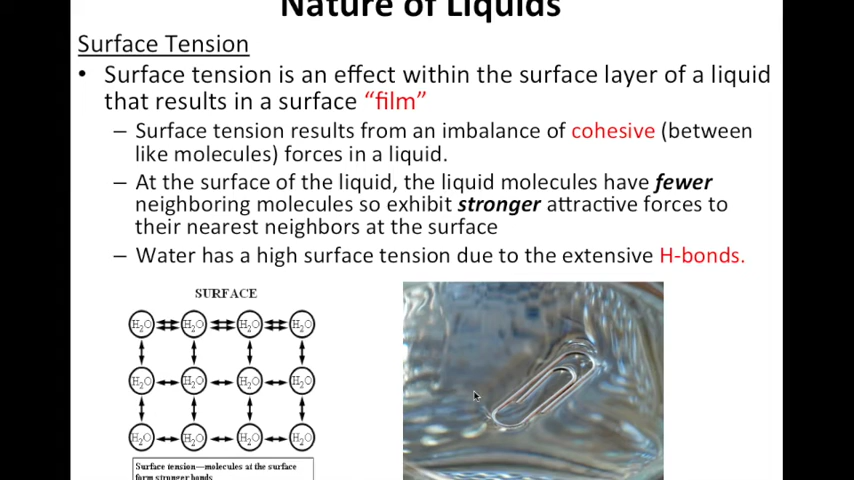 Nature of Liquids
Surface Tension
• Surface tension is an effect within the surface layer of a liquid
that results in a surface “film”
– Surface tension results from an imbalance of cohesive (between
like molecules) forces in a liquid.
– At the surface of the liquid, the liquid molecules have fewer
neighboring molecules so exhibit stronger attractive forces to
their nearest neighbors at the surface
– Water has a high surface tension due to the extensive H-bonds.
SURFACE
H₂O H₂O H₂O H₂O
H₂O H₂O H₂O H₂O
H₂O H₂O H₂O H₂O
Surface tension—molecules at the surface
form stronger bonds